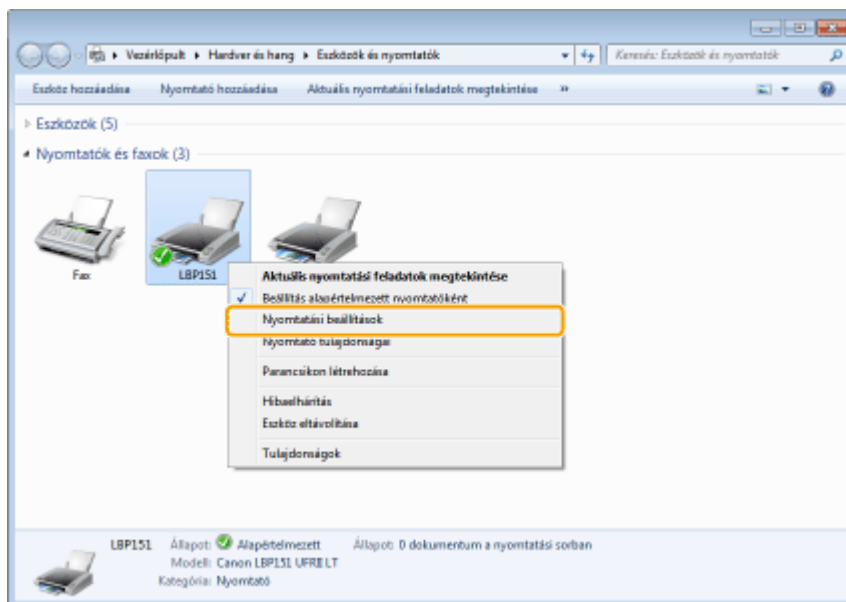 Vezérlőpult ▸ Hardver és hang ▸ Eszközök és nyomtatók Keresés: Eszközök és nyomtatók
Eszköz hozzáadása Nyomtató hozzáadása Aktuális nyomtatási feladatok megtekintése »
Eszközök (5)
Nyomtatók és faxok (3)
Fax LBP151
Aktuális nyomtatási feladatok megtekintése
Beállítás alapértelmezett nyomtatóként
Nyomtatási beállítások
Nyomtató tulajdonságai
Parancsikon létrehozása
Hibaelhárítás
Eszköz eltávolítása
Tulajdonságok
LBP151 Állapot: Alapértelmezett Állapot: 0 dokumentum a nyomtatási sorban
Modell: Canon LBP151 UFRII LT
Kategória: Nyomtató